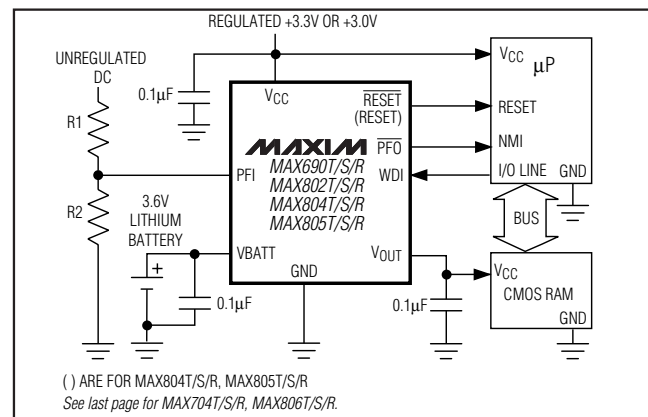 REGULATED +3.3V OR +3.0V
UNREGULATED
DC
R1
R2
0.1µF
VCC
MAXIM
MAX690T/S/R
MAX802T/S/R
MAX804T/S/R
MAX805T/S/R
RESET
(RESET)
PFO
WDI
PFI
VBATT
VOUT
GND
3.6V
LITHIUM
BATTERY
+
0.1µF
0.1µF
VCC
µP
RESET
NMI
I/O LINE
GND
BUS
VCC
CMOS RAM
GND
( ) ARE FOR MAX804T/S/R, MAX805T/S/R
See last page for MAX704T/S/R, MAX806T/S/R.